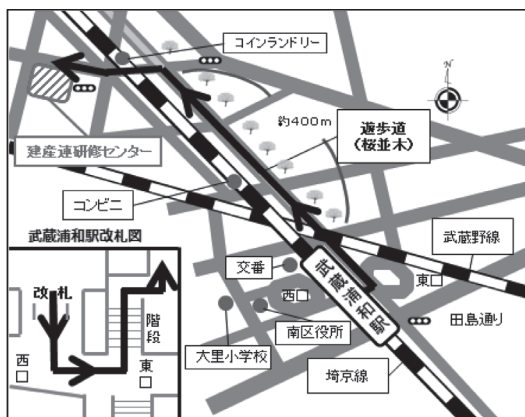 コインランドリー
N
約400m
遊歩道
(桜並木)
建産連研修センター
コンビニ
武蔵野線
武蔵浦和駅改札図
交番
武蔵浦和駅
東口
西口
田島通り
南区役所
大里小学校
埼京線
改札
階段
西口
東口